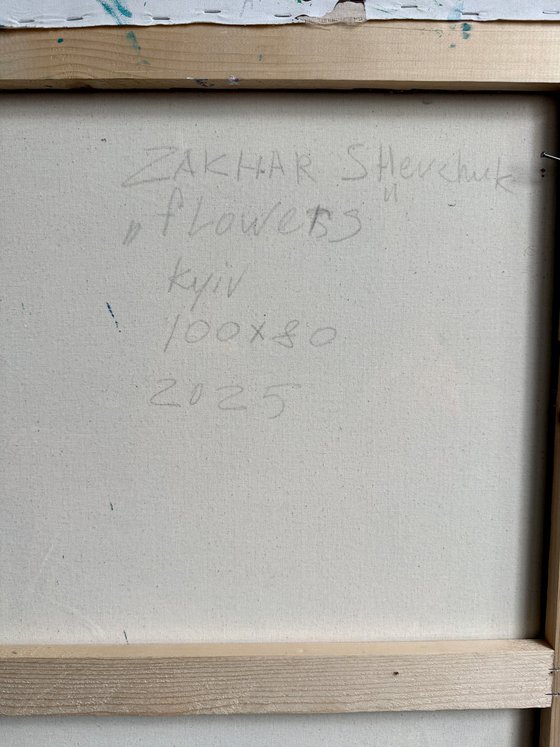 ZAKHAR SHevchuk
„flowers"
Kyiv
100x80
2025